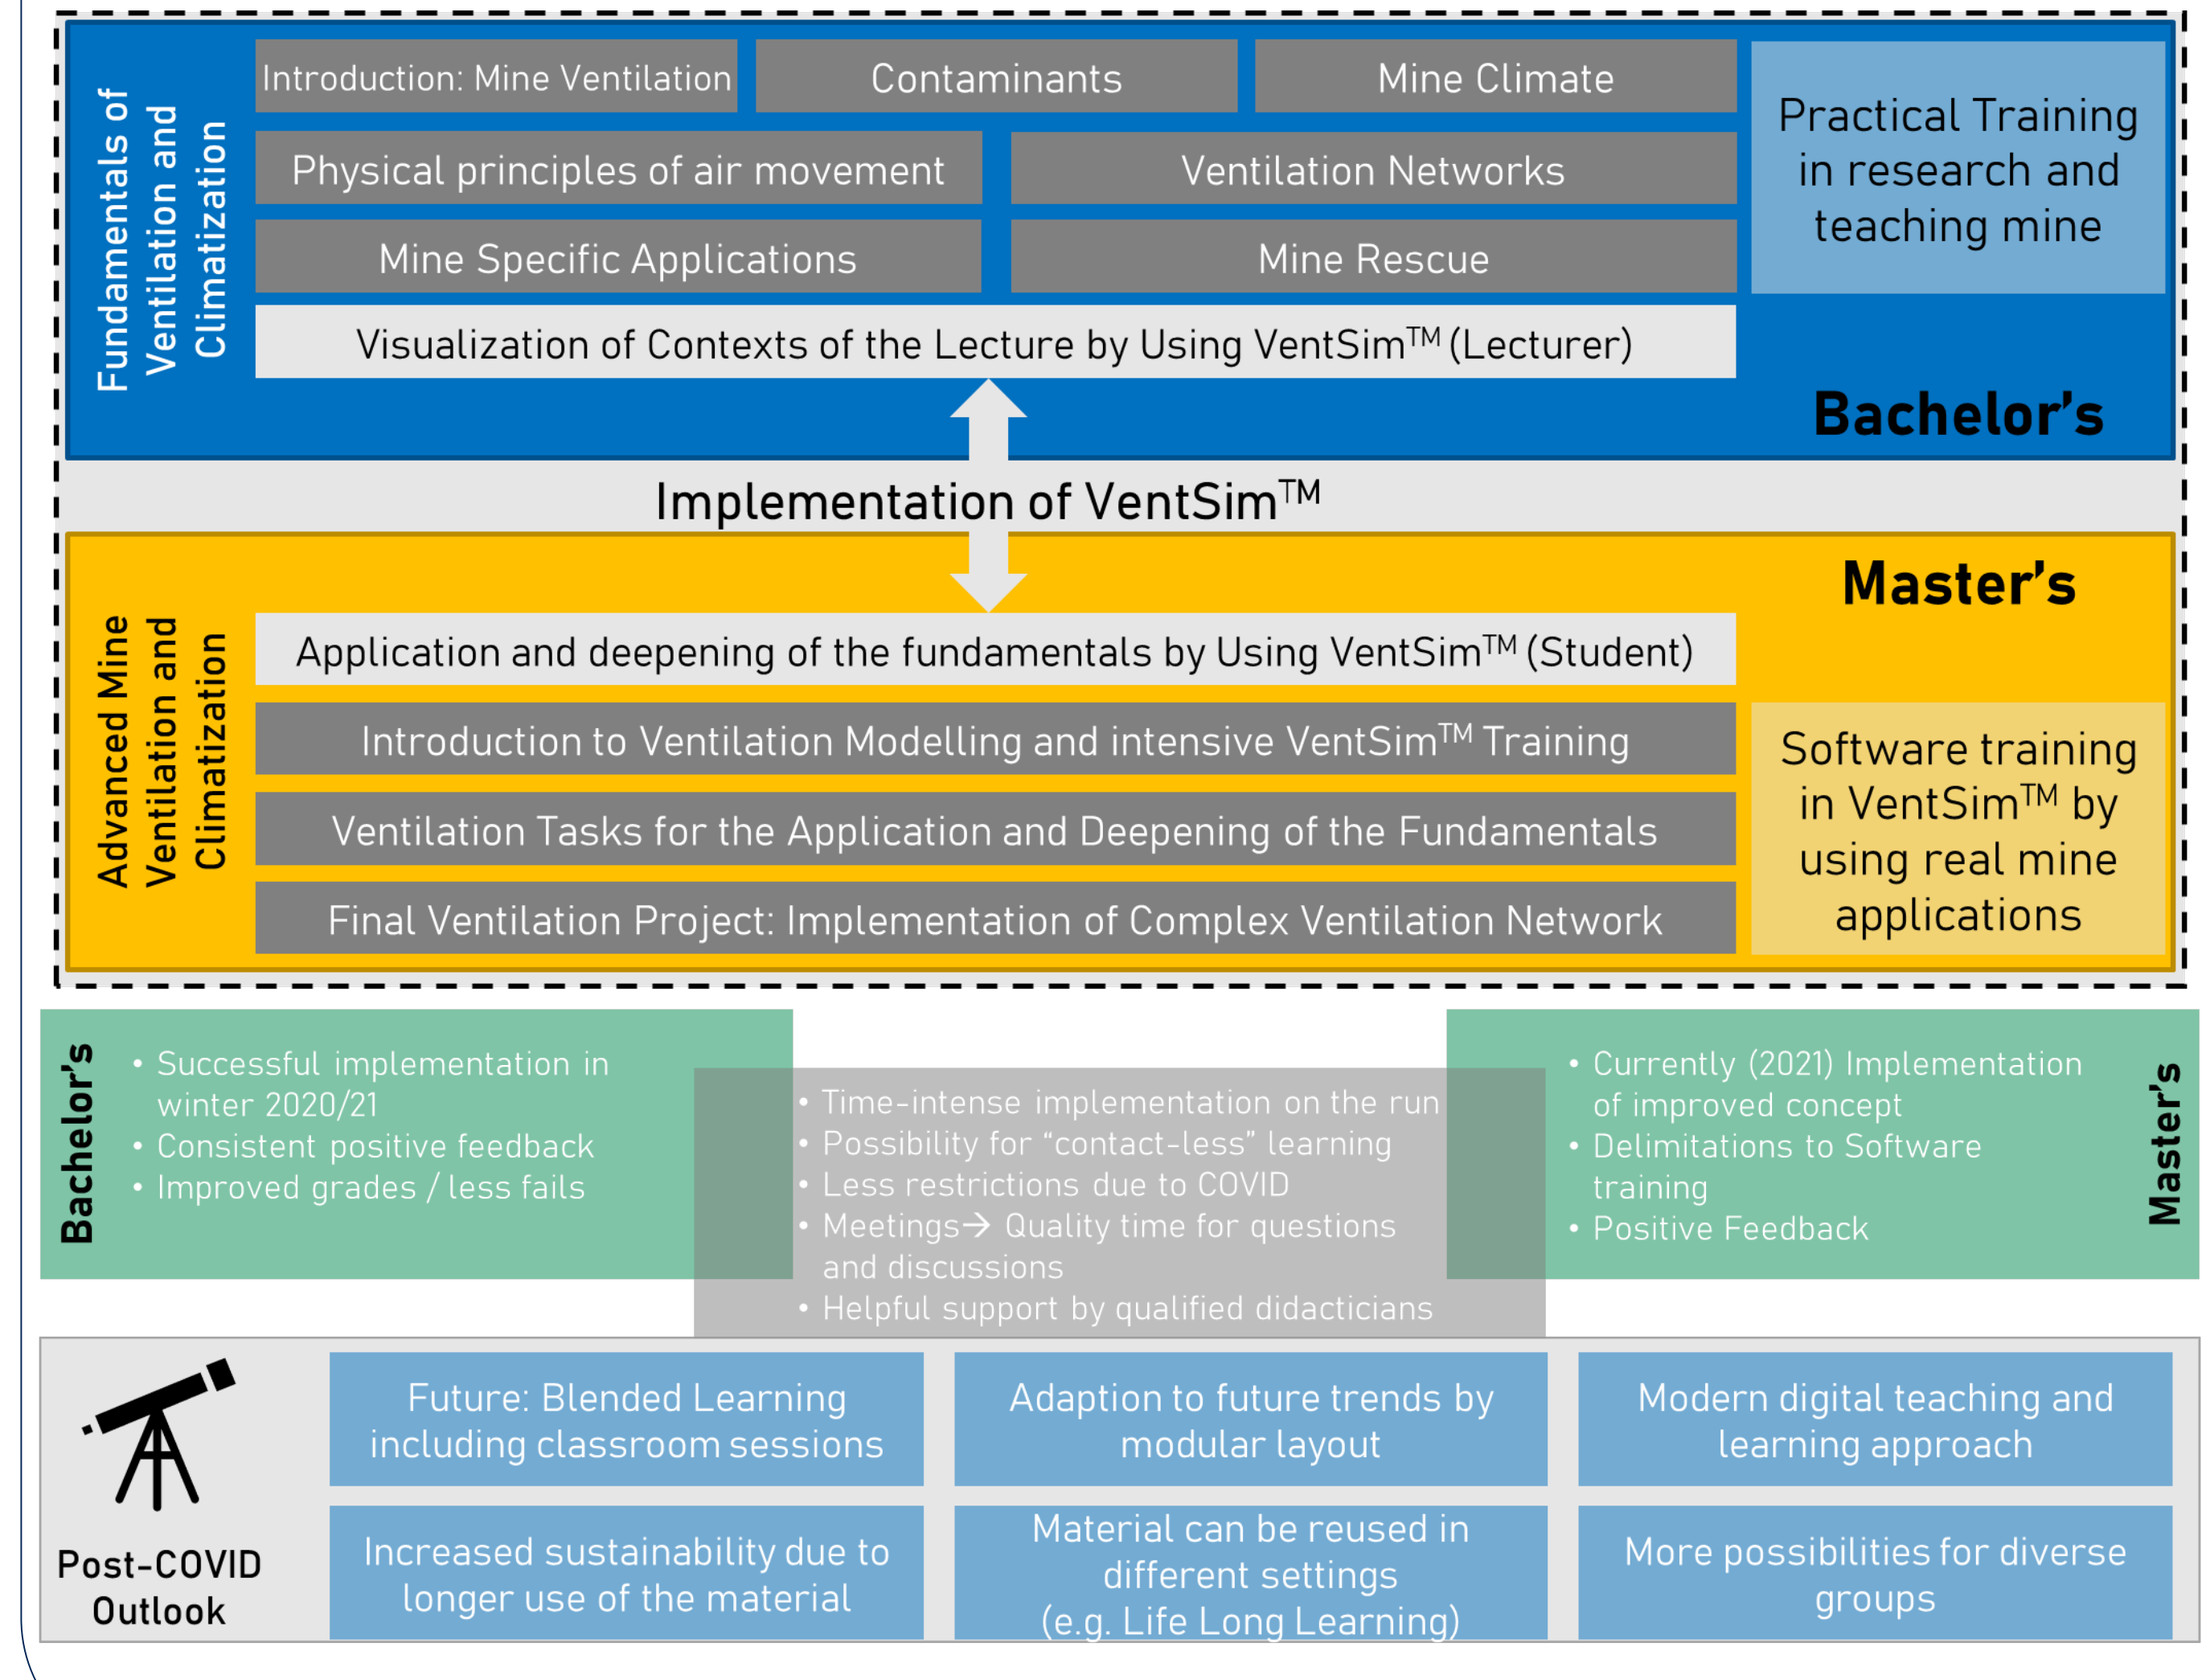 Fundamentals of
Ventilation and
Climatization
Introduction: Mine Ventilation
Contaminants
Mine Climate
Physical principles of air movement
Ventilation Networks
Mine Specific Applications
Mine Rescue
Visualization of Contexts of the Lecture by Using VentSim™ (Lecturer)
Practical Training
in research and
teaching mine
Bachelor's
Implementation of VentSim™
Master's
Advanced Mine
Ventilation and
Climatization
Application and deepening of the fundamentals by Using VentSim™ (Student)
Introduction to Ventilation Modelling and intensive VentSim™ Training
Ventilation Tasks for the Application and Deepening of the Fundamentals
Final Ventilation Project: Implementation of Complex Ventilation Network
Software training
in VentSim™ by
using real mine
applications
Bachelor's
• Successful implementation in
winter 2020/21
• Consistent positive feedback
• Improved grades / less fails
• Time-intense implementation on the run
• Possibility for “contact-less” learning
• Less restrictions due to COVID
• Meetings→ Quality time for questions
and discussions
• Helpful support by qualified didacticians
• Currently (2021) Implementation
of improved concept
• Delimitations to Software
training
• Positive Feedback
Master's
Post-COVID
Outlook
Future: Blended Learning
including classroom sessions
Adaption to future trends by
modular layout
Modern digital teaching and
learning approach
Increased sustainability due to
longer use of the material
Material can be reused in
different settings
(e.g. Life Long Learning)
More possibilities for diverse
groups